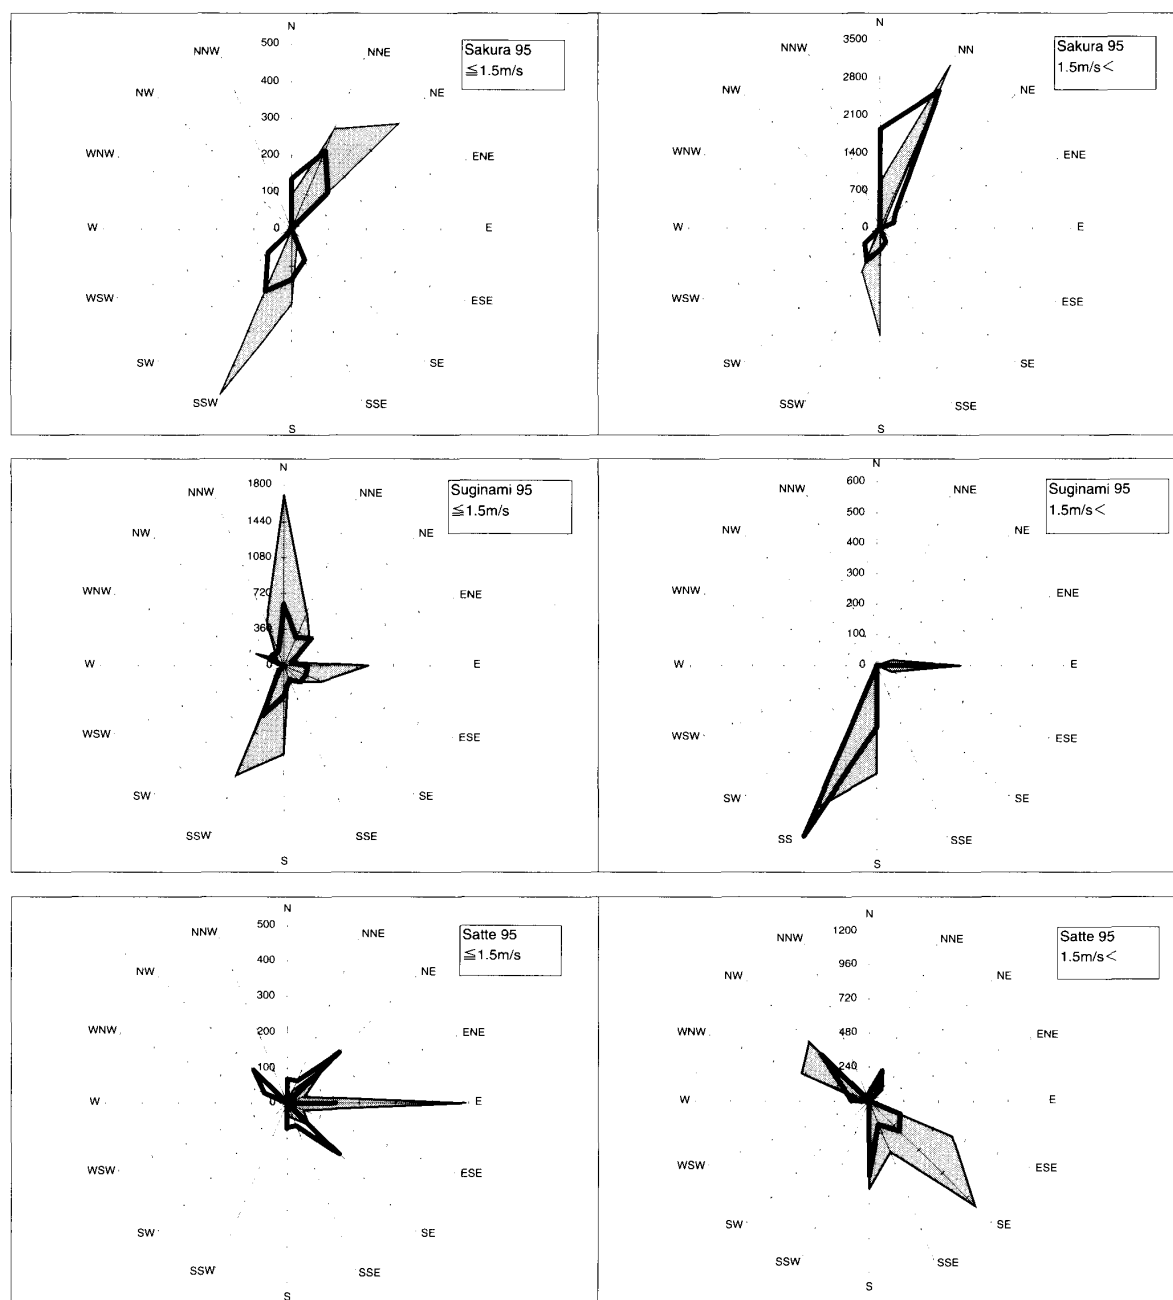 N
500
NNW
NNE
Sakura 95
≦1.5m/s
400
NW
NE
300
WNW
200
ENE
100
W
0
E
WSW
ESE
SW
SE
SSW
SSE
S
N
3500
NNW
NN
Sakura 95
1.5m/s<
2800
NW
NE
2100
WNW
1400
ENE
700
W
0
E
WSW
ESE
SW
SE
SSW
SSE
S
N
1800
NNW
NNE
Suginami 95
≦1.5m/s
1440
NW
NE
1080
WNW
720
ENE
360
W
0
E
WSW
ESE
SW
SE
SSW
SSE
S
N
600
NNW
NNE
Suginami 95
1.5m/s<
500
NW
NE
400
300
WNW
200
ENE
100
W
0
E
WSW
ESE
SW
SE
SS
SSE
S
N
500
NNW
NNE
Satte 95
≦1.5m/s
400
NW
NE
300
WNW
200
ENE
100
W
0
E
WSW
ESE
SW
SE
SSW
SSE
S
N
1200
NNW
NNE
Satte 95
1.5m/s<
960
NW
NE
720
WNW
480
ENE
240
W
0
E
WSW
ESE
SW
SE
SSW
SSE
S